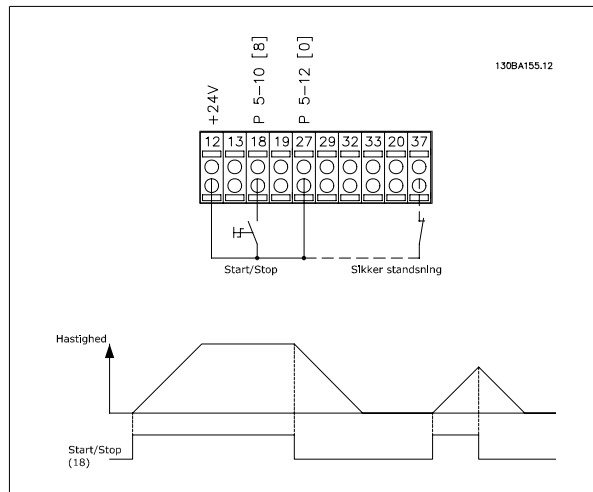 130BA155.12
+24V
P 5-10 [8]
P 5-12 [0]
12 13 18 19 27 29 32 33 20 37
Start/Stop
Sikker standsning
Hastighed
Start/Stop
(18)